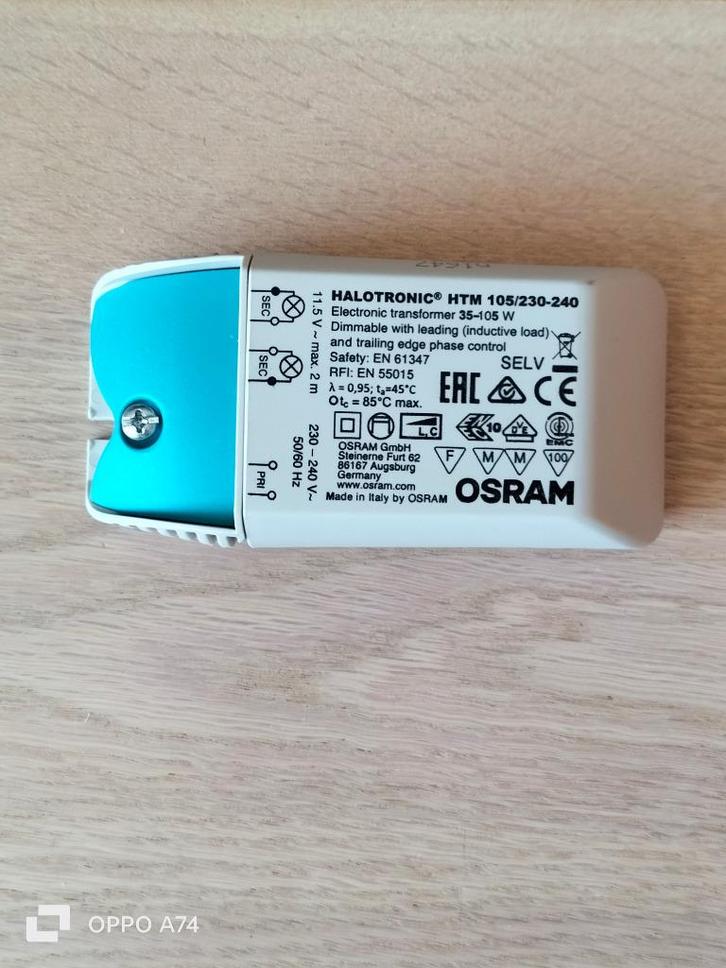 HALOTRONIC® HTM 105/230-240
Electronic transformer 35–105 W
Dimmable with leading (inductive load)
and trailing edge phase control
Safety: EN 61347
RFI: EN 55015
SELV
λ = 0,95; ta=45°C
tc = 85°C max.
EAC
CE
L,C
10
DVE
EMC
OSRAM GmbH
Steinerne Furt 62
86167 Augsburg
Germany
www.osram.com
Made in Italy by OSRAM
F
M
M
100
OSRAM
SEC
SEC
11.5 V ~ max. 2 m
PRI
230 – 240 V~
50/60 Hz
OPPO A74